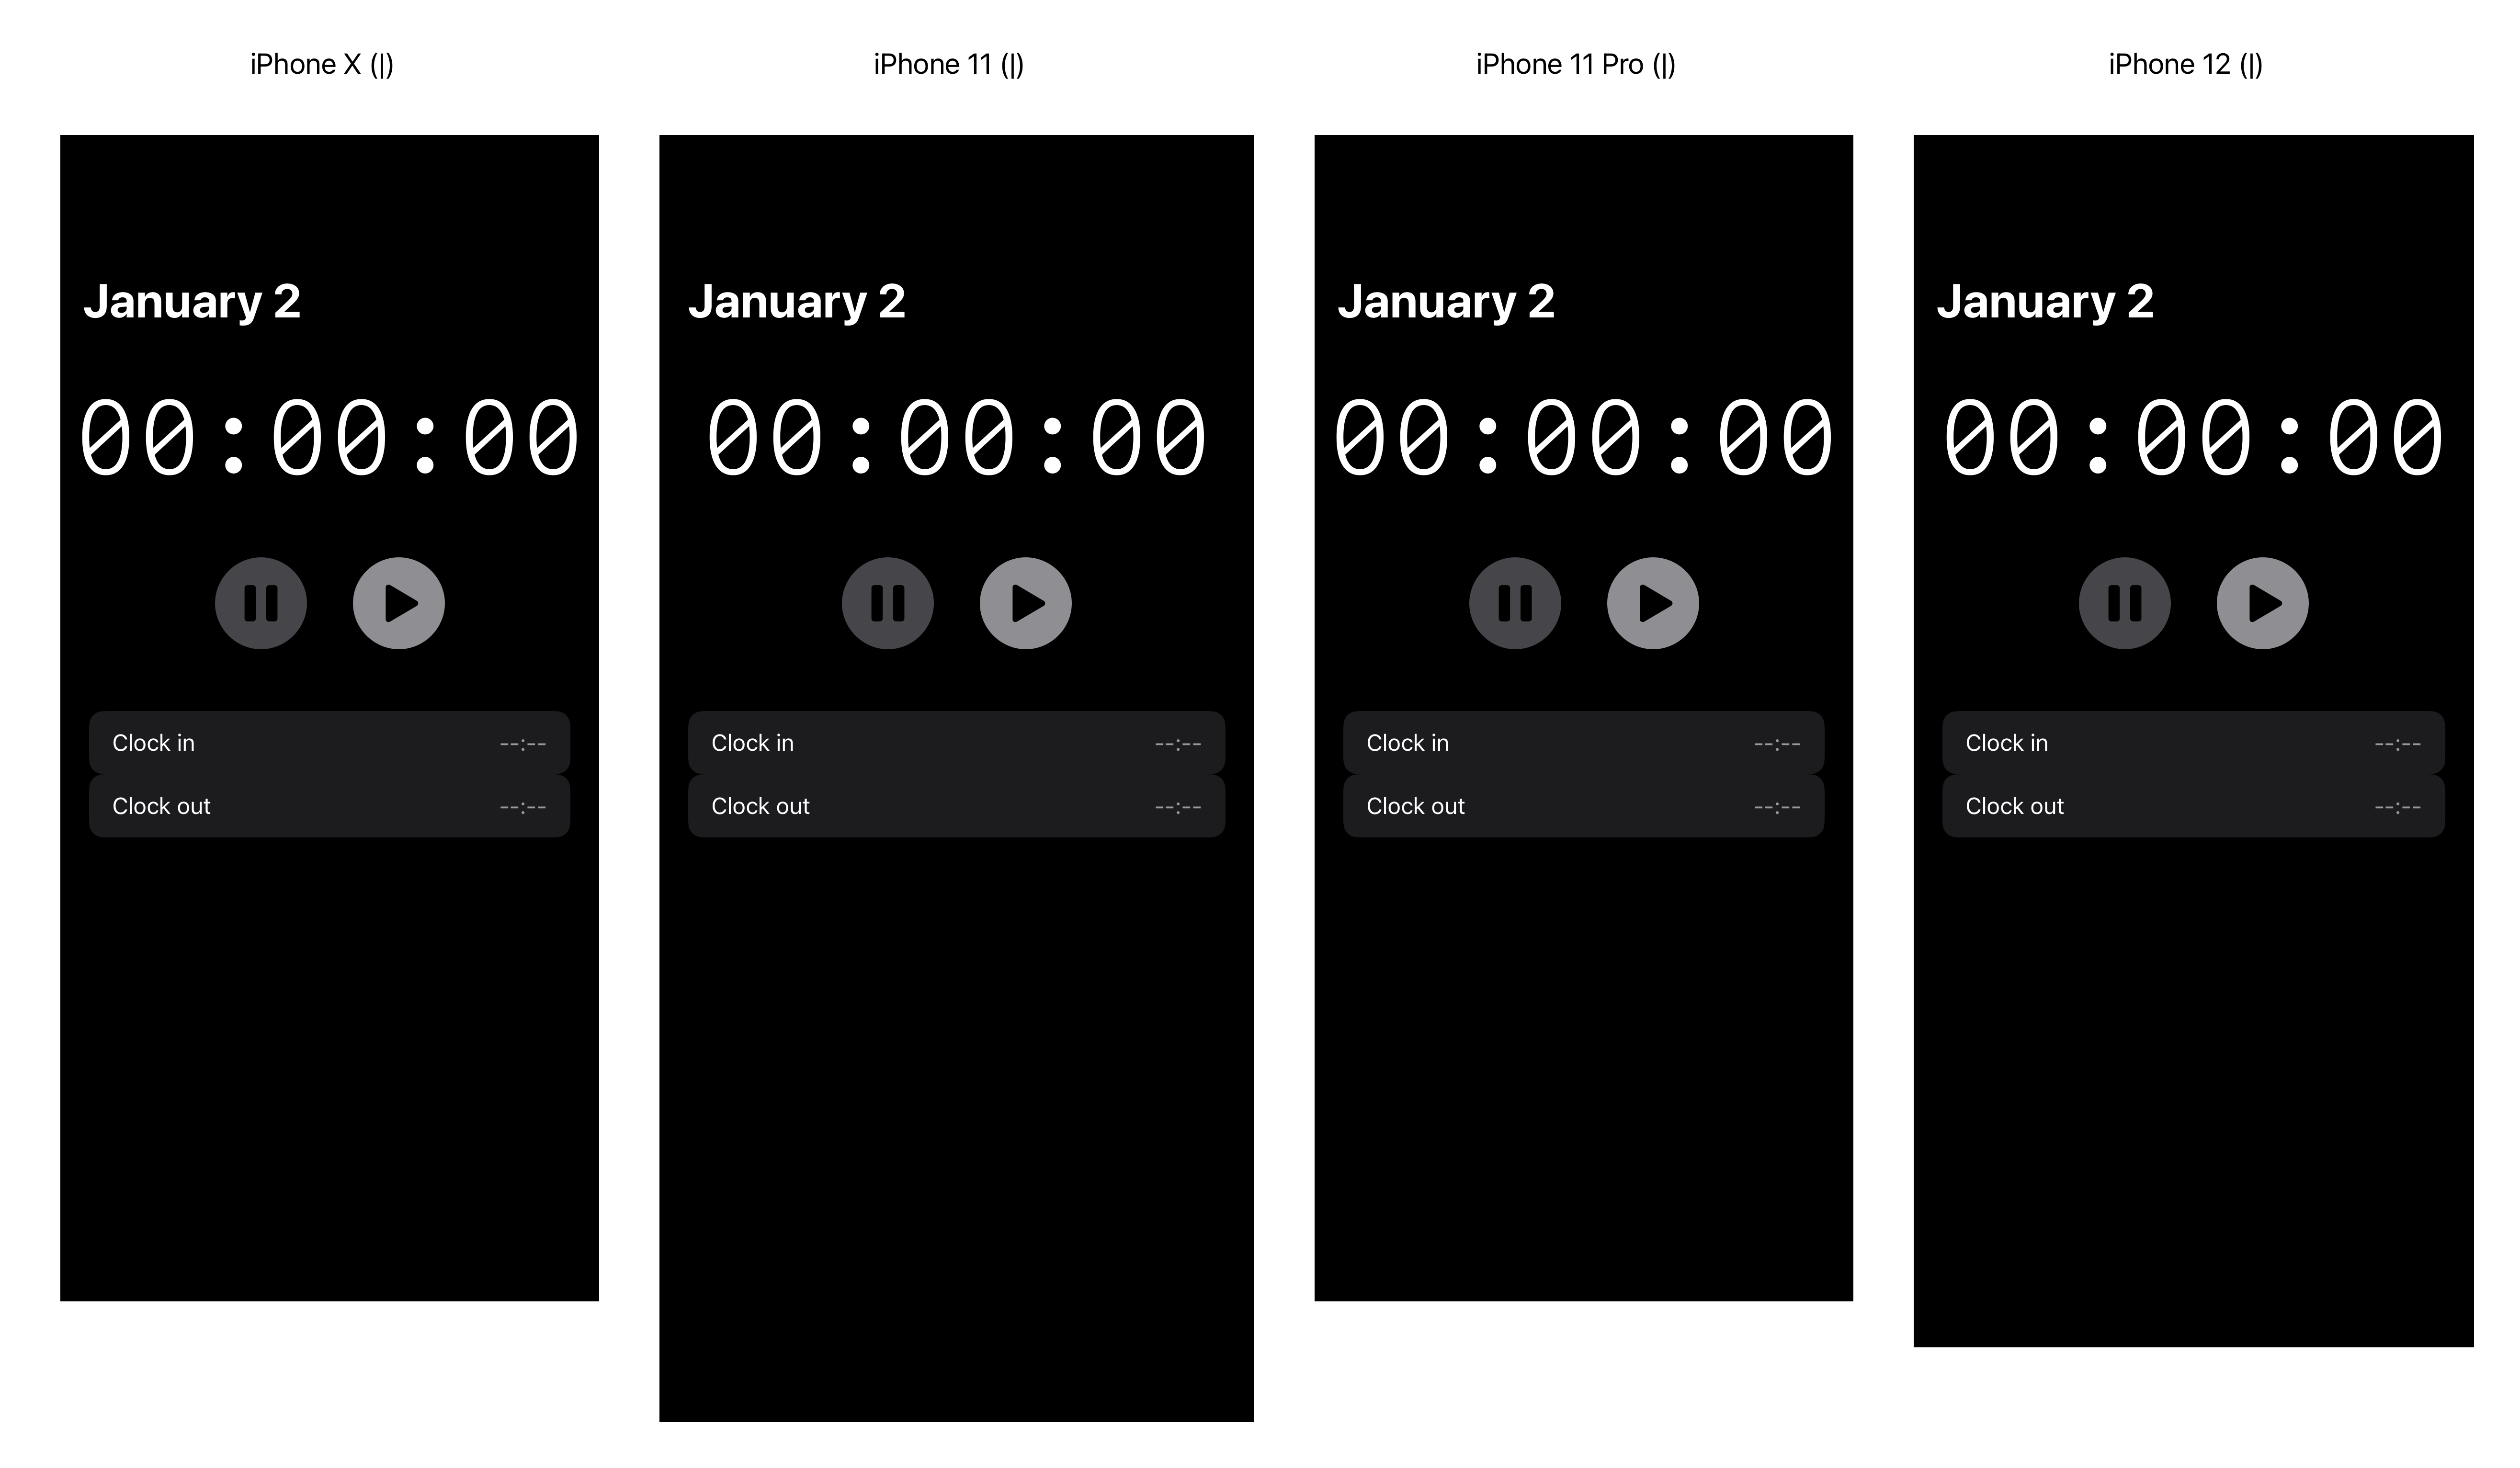 iPhone X (|)
January 2
00:00:00
Clock in --:--
Clock out --:--
iPhone 11 (|)
January 2
00:00:00
Clock in --:--
Clock out --:--
iPhone 11 Pro (|)
January 2
00:00:00
Clock in --:--
Clock out --:--
iPhone 12 (|)
January 2
00:00:00
Clock in --:--
Clock out --:--